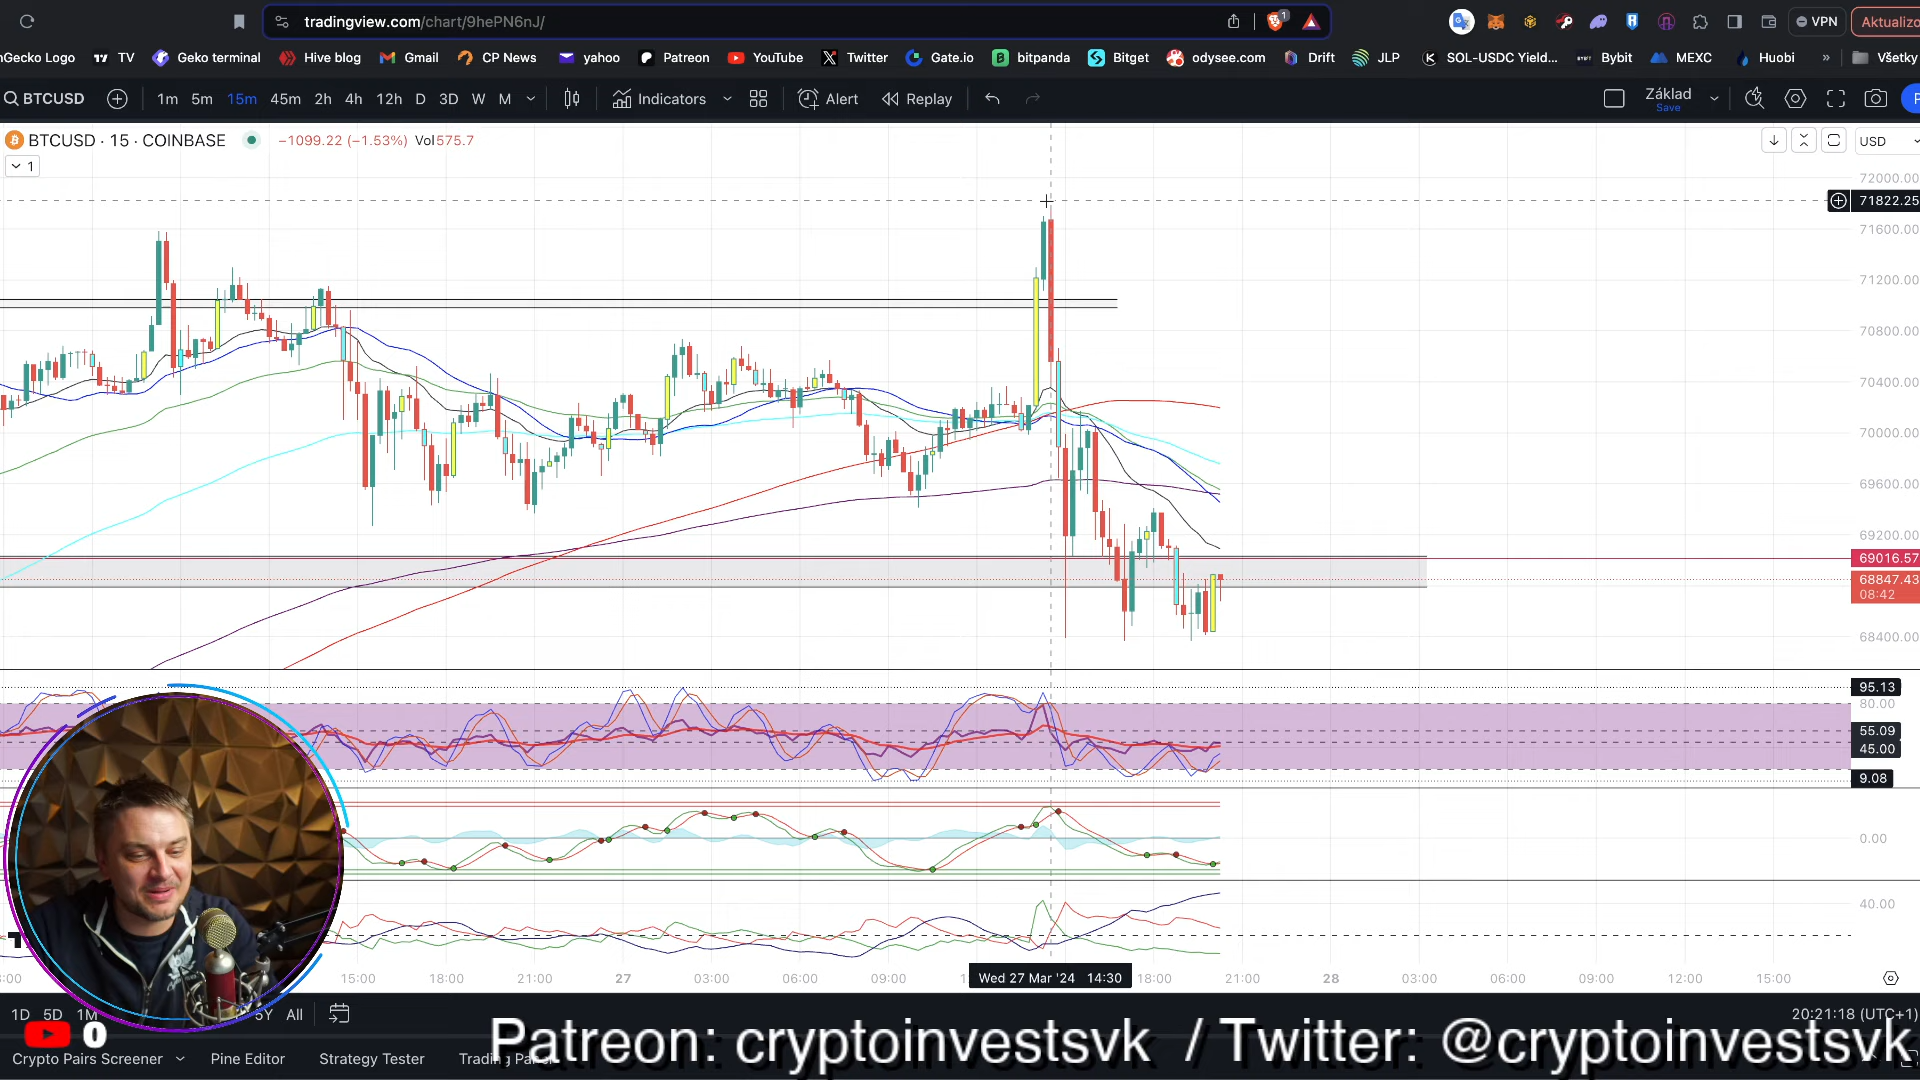 tradingview.com/chart/9hePN6nJ/
1
VPN
Aktualizo
nGecko Logo
TV
Geko terminal
Hive blog
Gmail
CP News
yahoo
Patreon
YouTube
Twitter
Gate.io
bitpanda
Bitget
odysee.com
Drift
JLP
SOL-USDC Yield...
Bybit
MEXC
Huobi
»
Všetky
BTCUSD
1m 5m 15m 45m 2h 4h 12h D 3D W M
Indicators
Alert
Replay
Základ
Save
BTCUSD · 15 · COINBASE
−1099.22 (−1.53%) Vol575.7
1
USD
72000.00
71822.25
71600.00
71200.00
70800.00
70400.00
70000.00
69600.00
69200.00
69016.57
68847.43
08:42
68400.00
95.13
80.00
55.09
45.00
9.08
0.00
40.00
15:00 18:00 21:00 27 03:00 06:00 09:00 Wed 27 Mar '24 14:30 18:00 21:00 28 03:00 06:00 09:00 12:00 15:00
1D 5D 1M 5Y All
20:21:18 (UTC+1)
0
Patreon: cryptoinvestsvk / Twitter: @cryptoinvestsvk
Crypto Pairs Screener
Pine Editor
Strategy Tester